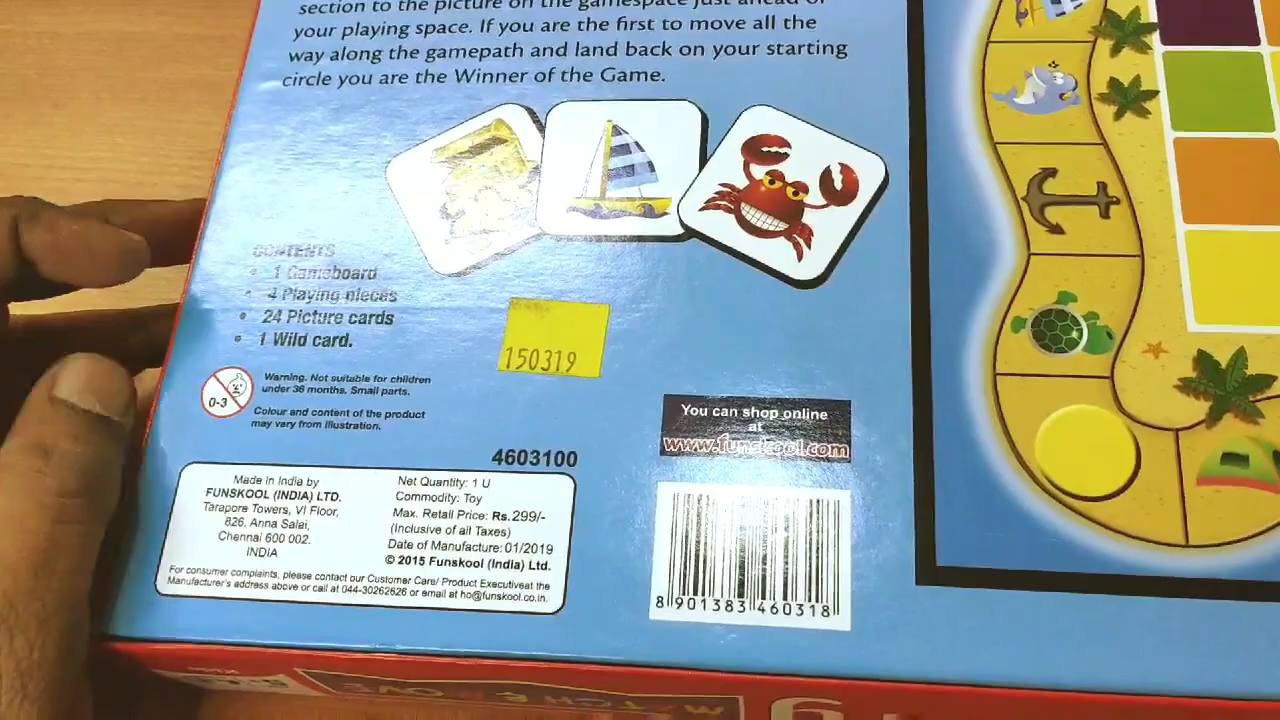 section to the picture on the gamespace just ahead of
your playing space. If you are the first to move all the
way along the gamepath and land back on your starting
circle you are the Winner of the Game.
CONTENTS
• 1 Gameboard
• 4 Playing pieces
• 24 Picture cards
• 1 Wild card.
150319
0-3
Warning. Not suitable for children
under 36 months. Small parts.
Colour and content of the product
may vary from illustration.
You can shop online
at
www.funskool.com
4603100
Made in India by
FUNSKOOL (INDIA) LTD.
Tarapore Towers, VI Floor,
826, Anna Salai,
Chennai 600 002.
INDIA
Net Quantity: 1 U
Commodity: Toy
Max. Retail Price: Rs.299/-
(Inclusive of all Taxes)
Date of Manufacture: 01/2019
© 2015 Funskool (India) Ltd.
For consumer complaints, please contact our Customer Care/ Product Executiveat the
Manufacturer's address above or call at 044-30262626 or email at ho@funskool.co.in.
8 901383 460318